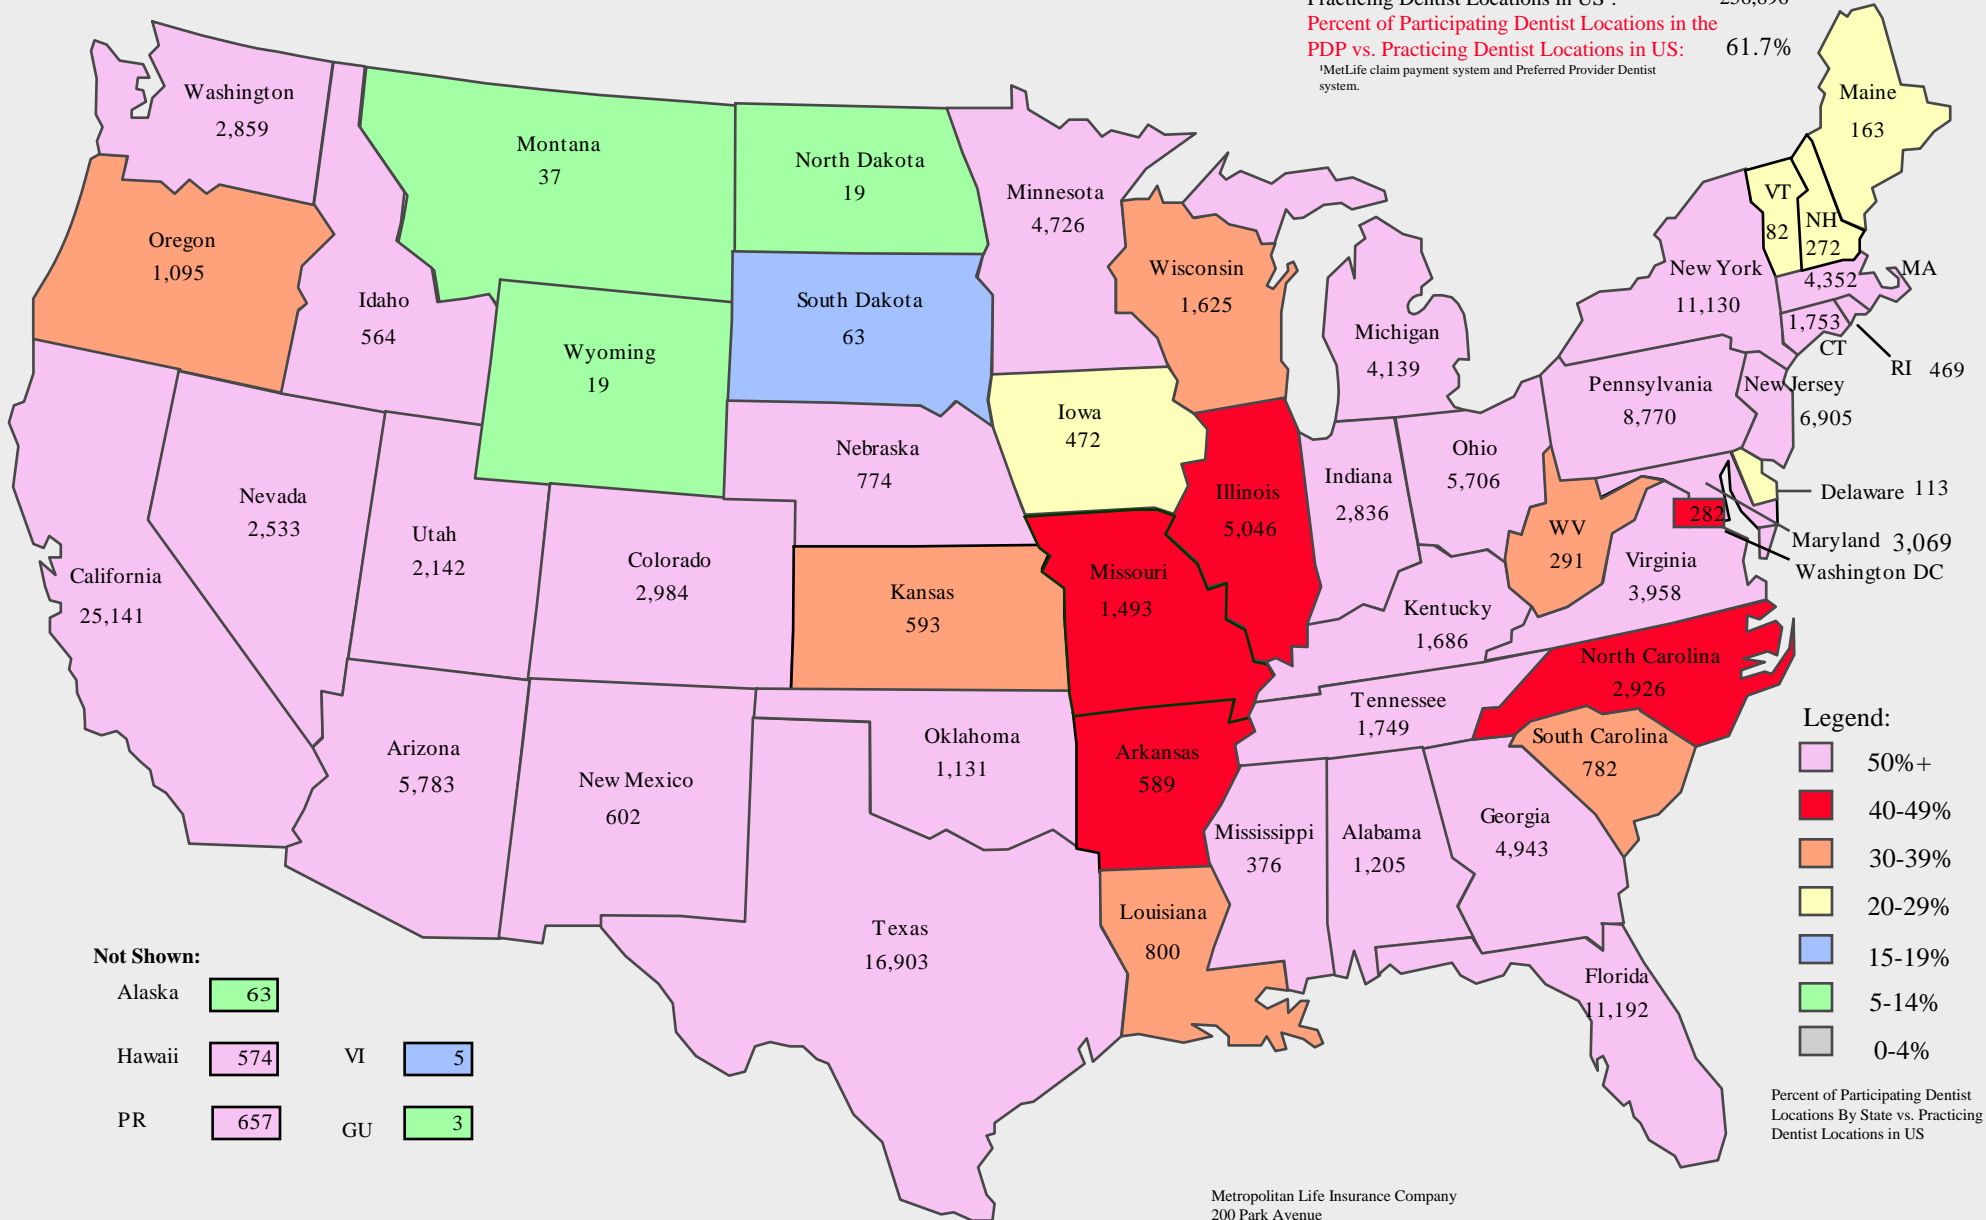 Percent of Participating Dentist Locations in the
PDP vs. Practicing Dentist Locations in US: 61.7%
¹MetLife claim payment system and Preferred Provider Dentist
system.
Washington
2,859
Montana
37
North Dakota
19
Minnesota
4,726
Maine
163
VT
82
NH
272
Oregon
1,095
Idaho
564
Wyoming
19
South Dakota
63
Wisconsin
1,625
Michigan
4,139
New York
11,130
4,352
MA
1,753
CT
RI 469
Pennsylvania
8,770
New Jersey
6,905
Iowa
472
Nebraska
774
Illinois
5,046
Indiana
2,836
Ohio
5,706
Delaware 113
282
Maryland 3,069
Washington DC
WV
291
Virginia
3,958
Nevada
2,533
Utah
2,142
Colorado
2,984
California
25,141
Kansas
593
Missouri
1,493
Kentucky
1,686
North Carolina
2,926
Tennessee
1,749
South Carolina
782
Arizona
5,783
New Mexico
602
Oklahoma
1,131
Arkansas
589
Mississippi
376
Alabama
1,205
Georgia
4,943
Texas
16,903
Louisiana
800
Florida
11,192
Legend:
50%+
40-49%
30-39%
20-29%
15-19%
5-14%
0-4%
Percent of Participating Dentist
Locations By State vs. Practicing
Dentist Locations in US
Not Shown:
Alaska 63
Hawaii 574
VI 5
PR 657
GU 3
Metropolitan Life Insurance Company
200 Park Avenue